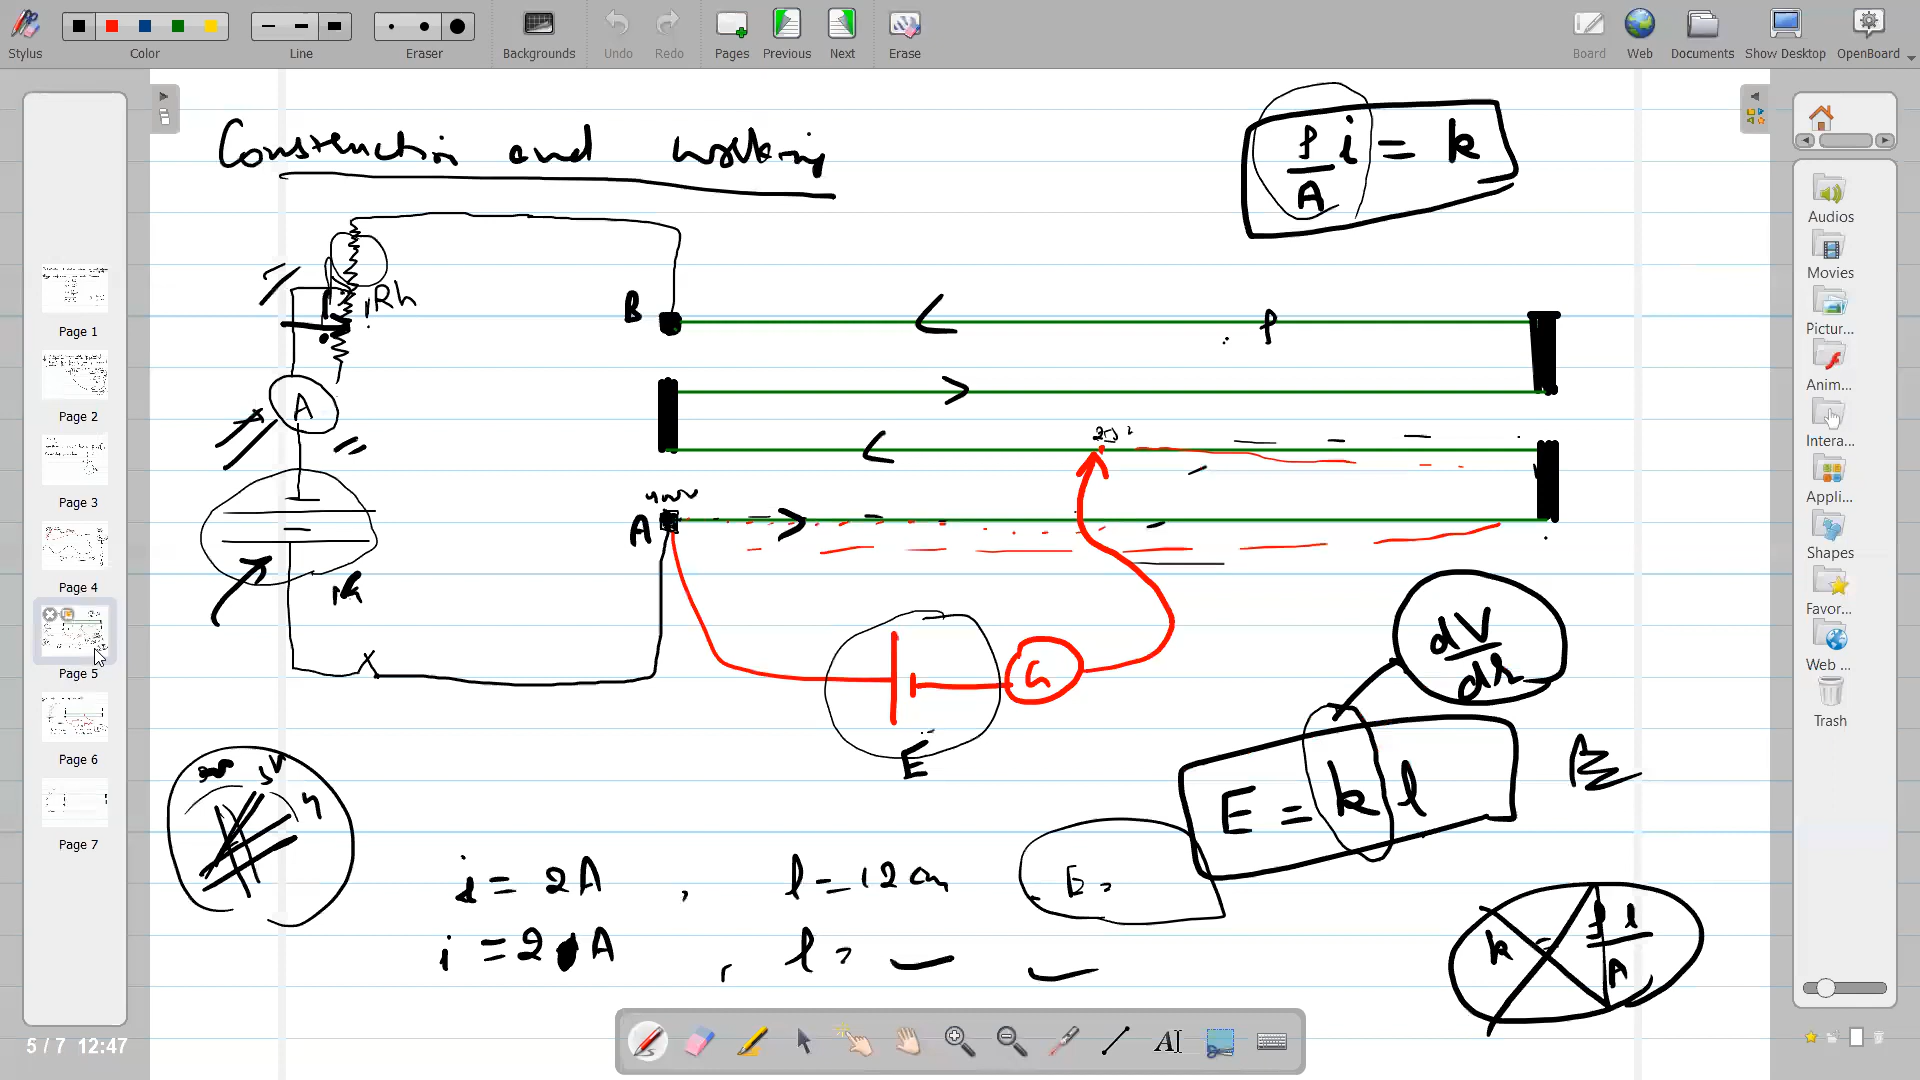 Stylus
Color
Line
Eraser
Backgrounds
Undo
Redo
Pages
Previous
Next
Erase
Board
Web
Documents
Show Desktop
OpenBoard
Construction and working
ρ/A i = k
Rh
B
ρ
A
A
E
G
dV/dr
E = k l
i = 2A , l = 12 cm
E =
i = 2 A , l =
k = ρ l/A
Page 1
Page 2
Page 3
Page 4
Page 5
Page 6
Page 7
5 / 7 12:47
Audios
Movies
Pictur...
Anim...
Intera...
Appli...
Shapes
Favor...
Web ...
Trash